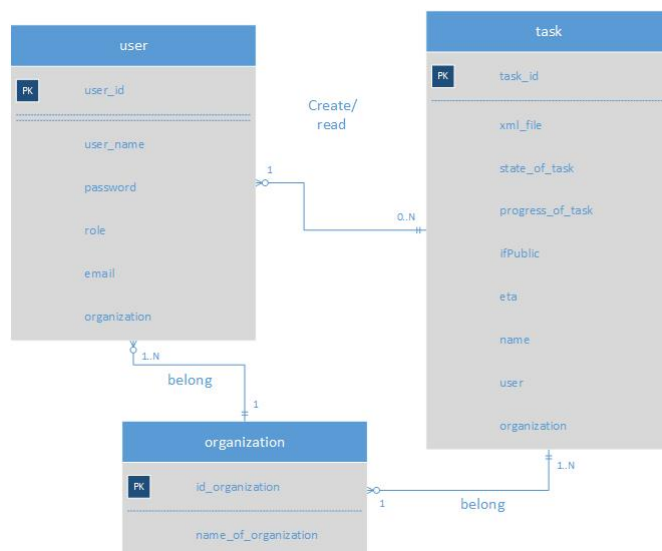 user
PK
user_id
user_name
password
role
email
organization
Create/
read
1
0..N
task
PK
task_id
xml_file
state_of_task
progress_of_task
ifPublic
eta
name
user
organization
1..N
belong
1
organization
PK
id_organization
name_of_organization
1..N
1
belong